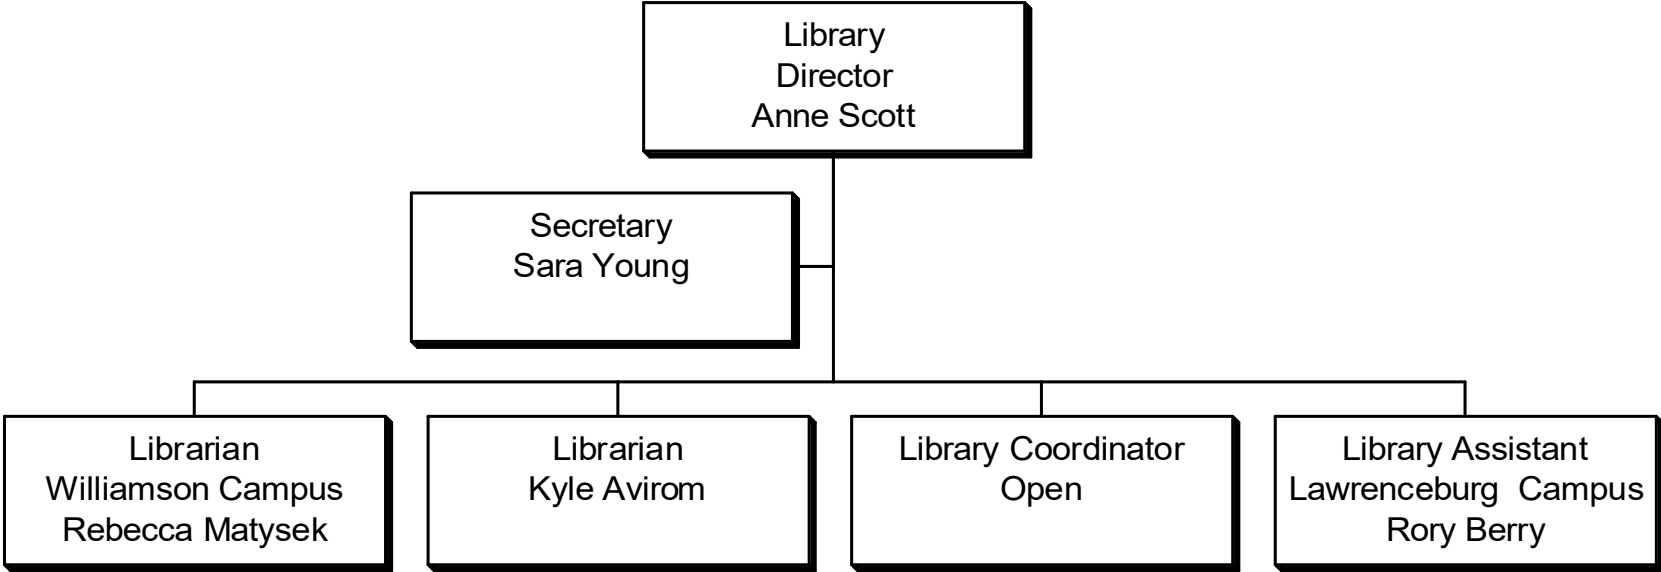 Library
Director
Anne Scott
Secretary
Sara Young
Librarian
Williamson Campus
Rebecca Matysek
Librarian
Kyle Avirom
Library Coordinator
Open
Library Assistant
Lawrenceburg  Campus
Rory Berry